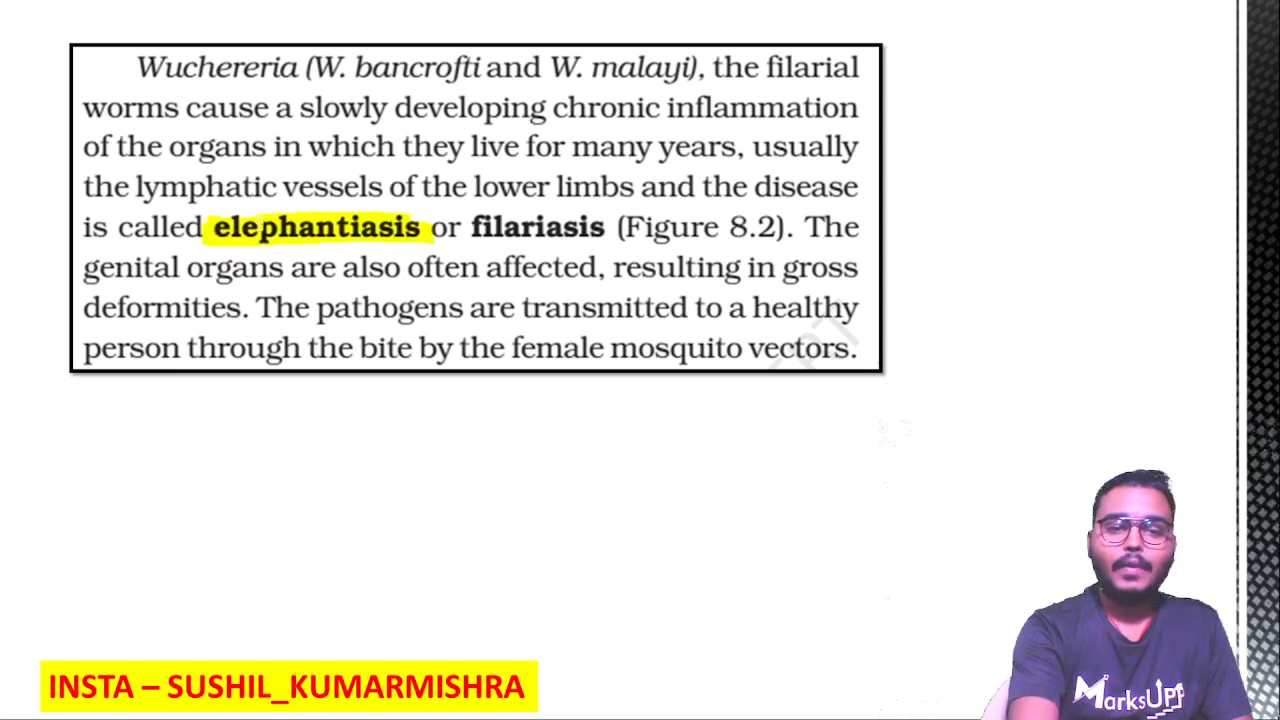 Wuchereria (W. bancrofti and W. malayi), the filarial
worms cause a slowly developing chronic inflammation
of the organs in which they live for many years, usually
the lymphatic vessels of the lower limbs and the disease
is called elephantiasis or filariasis (Figure 8.2). The
genital organs are also often affected, resulting in gross
deformities. The pathogens are transmitted to a healthy
person through the bite by the female mosquito vectors.
MarksUP
INSTA – SUSHIL_KUMARMISHRA